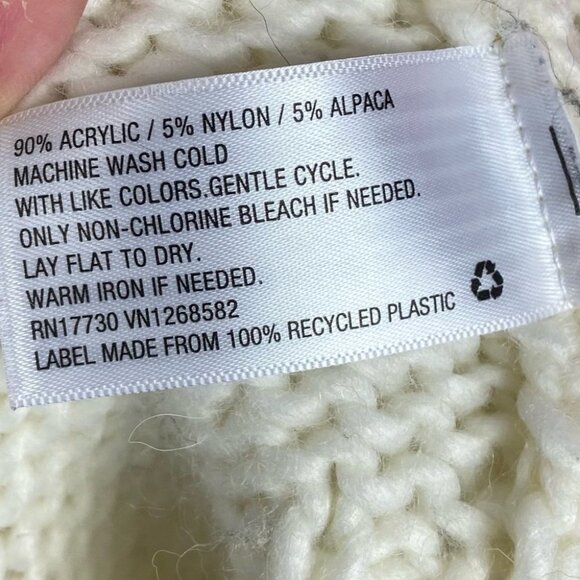 90% ACRYLIC / 5% NYLON / 5% ALPACA
MACHINE WASH COLD
WITH LIKE COLORS.GENTLE CYCLE.
ONLY NON-CHLORINE BLEACH IF NEEDED.
LAY FLAT TO DRY.
WARM IRON IF NEEDED.
RN17730 VN1268582
LABEL MADE FROM 100% RECYCLED PLASTIC